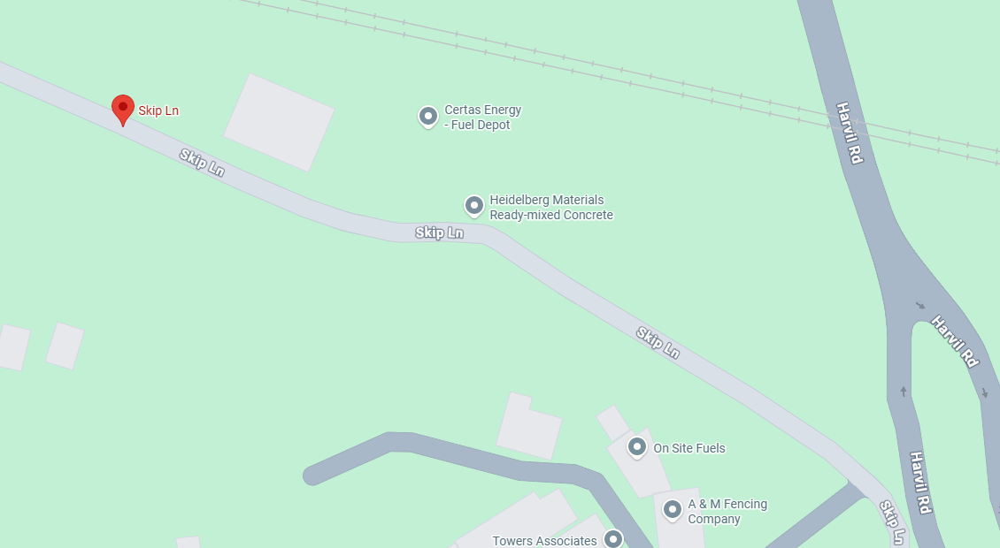 Skip Ln
Certas Energy
- Fuel Depot
Harvil Rd
Skip Ln
Heidelberg Materials
Ready-mixed Concrete
Skip Ln
Harvil Rd
Skip Ln
On Site Fuels
Harvil Rd
A & M Fencing
Company
Skip Ln
Towers Associates